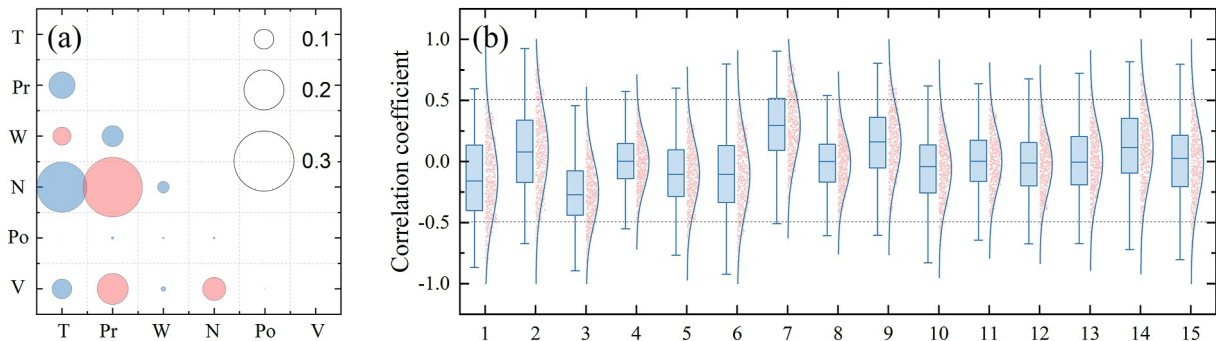 (a)
T
Pr
W
N
Po
V
0.1
0.2
0.3
T Pr W N Po V
(b)
Correlation coefficient
1.0
0.5
0.0
-0.5
-1.0
1 2 3 4 5 6 7 8 9 10 11 12 13 14 15